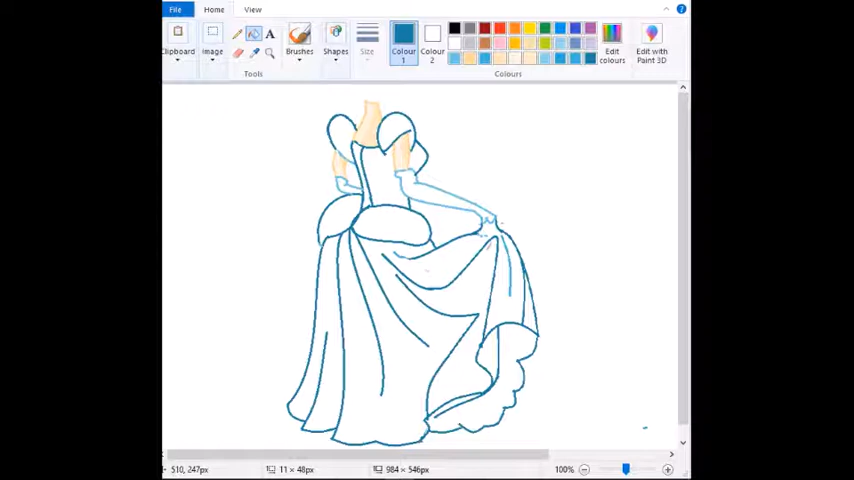 File Home View
Clipboard Image Brushes Shapes Size Colour 1 Colour 2 Edit colours Edit with Paint 3D
Tools Colours
510, 247px 11 × 48px 984 × 546px 100%